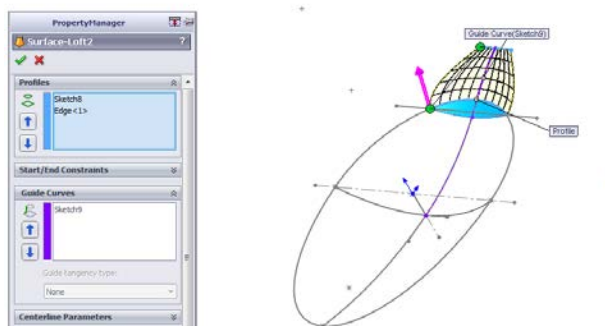 PropertyManager
Surface-Loft2
?
Profiles
Sketch8
Edge<1>
Start/End Constraints
Guide Curves
Sketch9
Guide tangency type:
None
Centerline Parameters
Guide Curve(Sketch9)
Profile